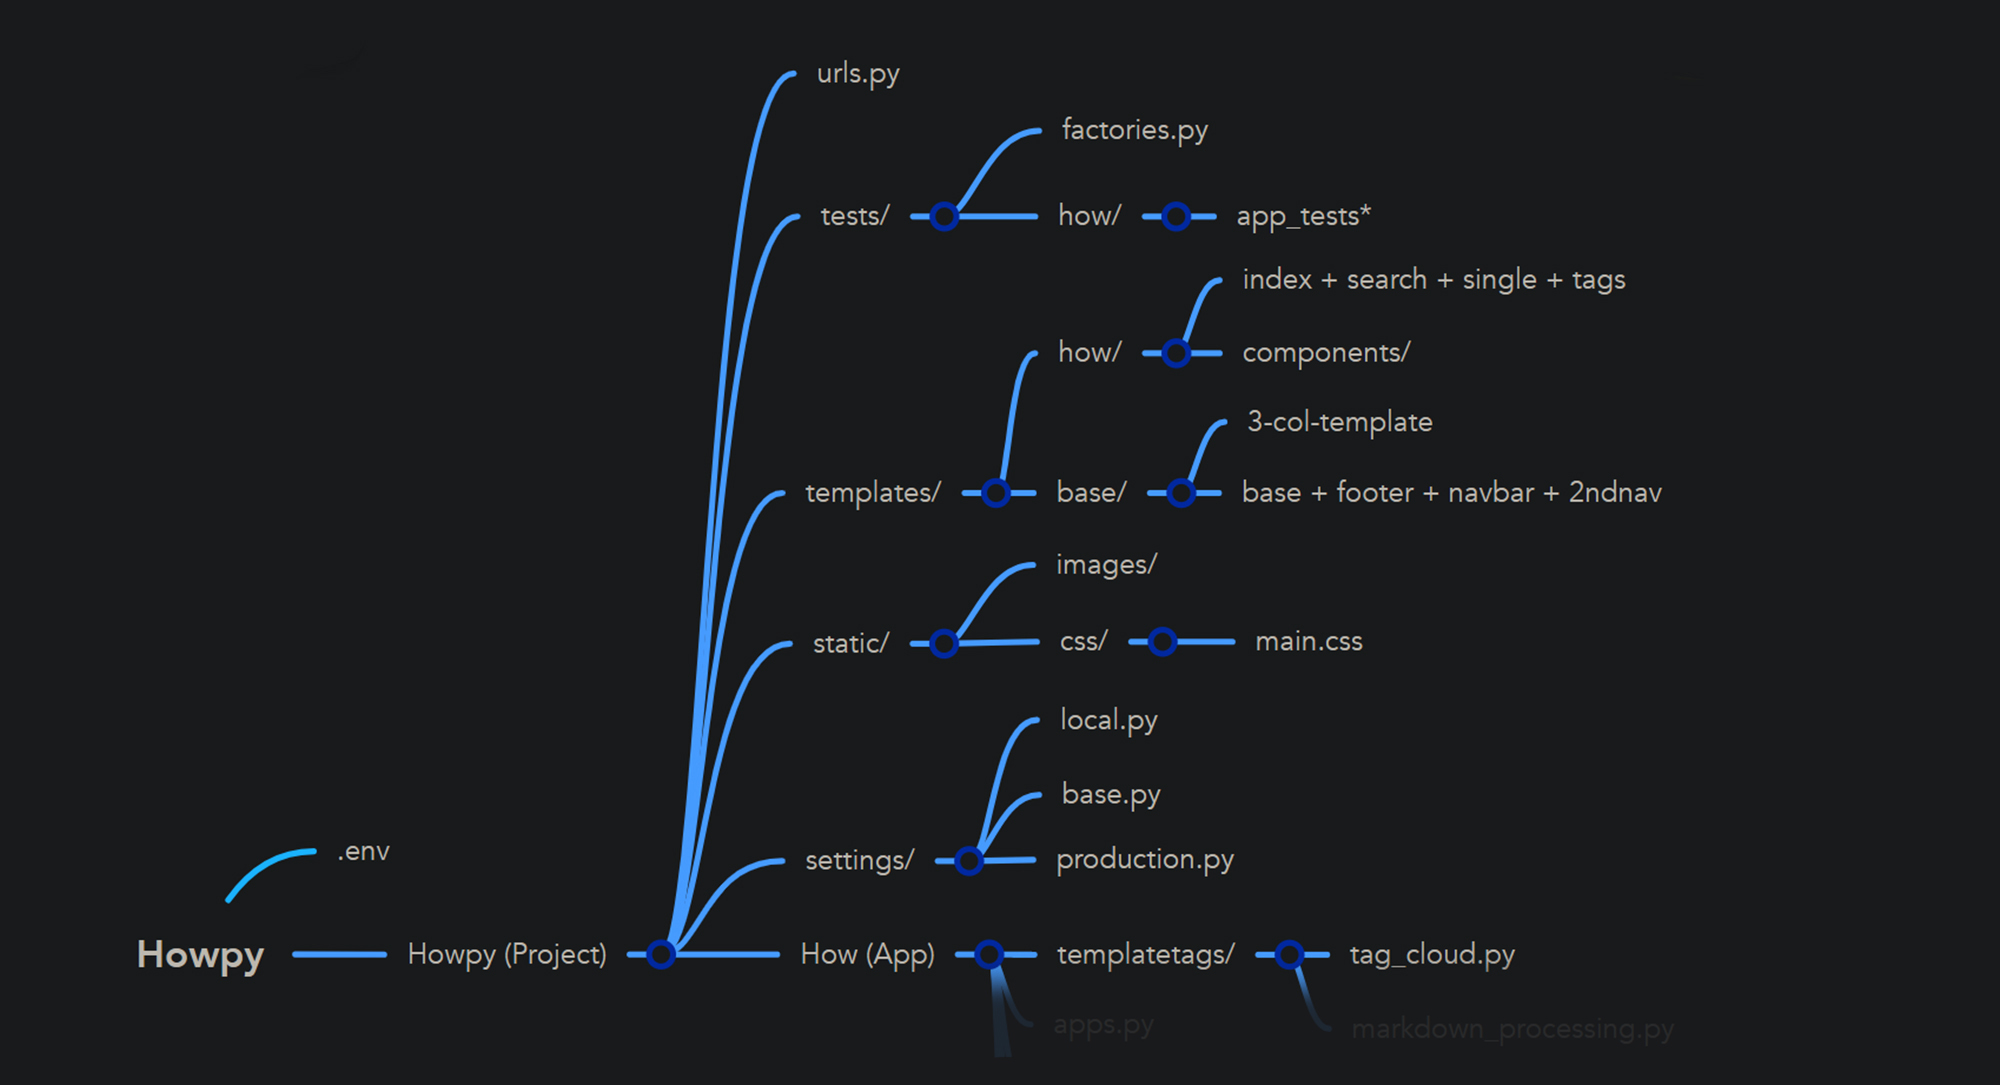 urls.py
factories.py
tests/ how/ app_tests*
index + search + single + tags
how/ components/
3-col-template
templates/ base/ base + footer + navbar + 2ndnav
images/
static/ css/ main.css
local.py
base.py
.env
settings/ production.py
Howpy Howpy (Project) How (App) templatetags/ tag_cloud.py
apps.py markdown_processing.py